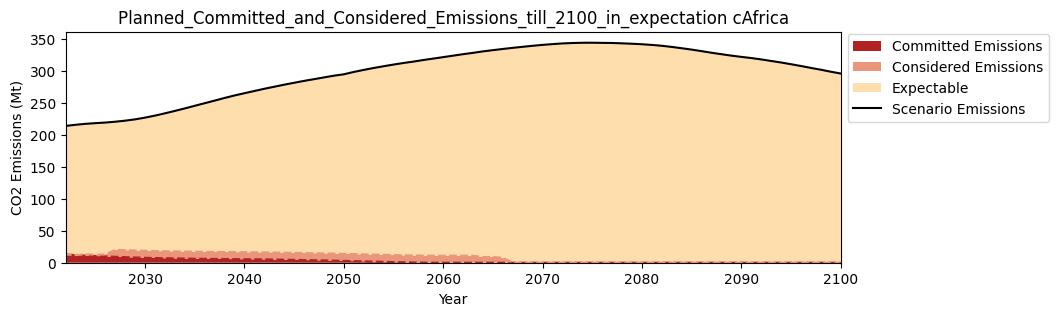 Planned_Committed_and_Considered_Emissions_till_2100_in_expectation cAfrica
350
300
250
200
150
100
50
0
CO2 Emissions (Mt)
2030 2040 2050 2060 2070 2080 2090 2100
Year
Committed Emissions
Considered Emissions
Expectable
Scenario Emissions